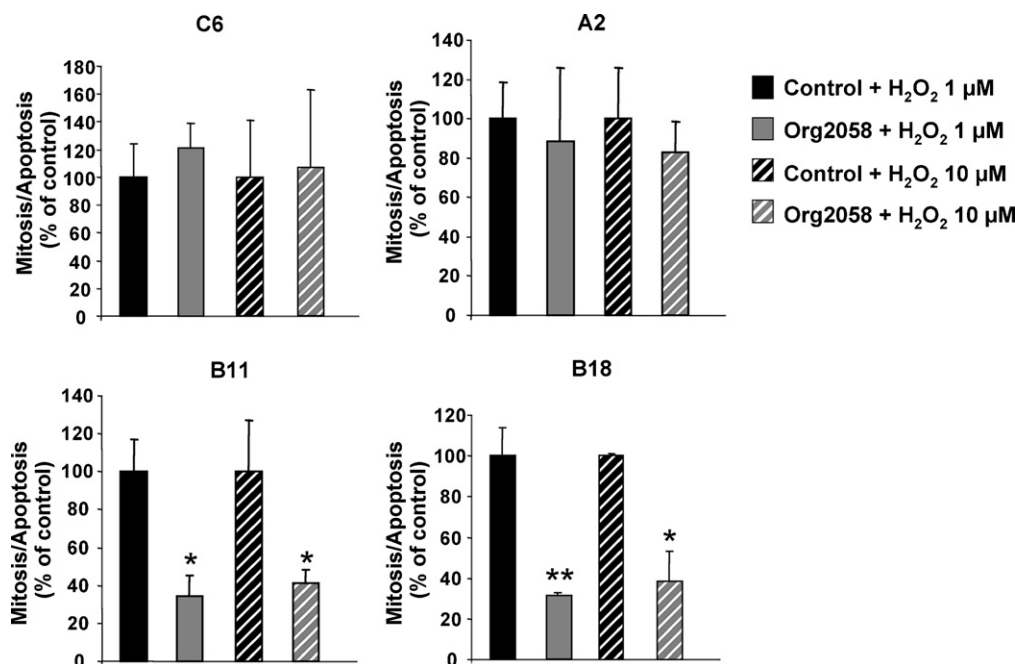 C6
Mitosis/Apoptosis
(% of control)
180
160
140
120
100
80
60
40
20
0
A2
Mitosis/Apoptosis
(% of control)
140
120
100
80
60
40
20
0
Control + H₂O₂ 1 µM
Org2058 + H₂O₂ 1 µM
Control + H₂O₂ 10 µM
Org2058 + H₂O₂ 10 µM
B11
Mitosis/Apoptosis
(% of control)
140
120
100
80
60
40
20
0
*
*
B18
Mitosis/Apoptosis
(% of control)
120
100
80
60
40
20
0
**
*